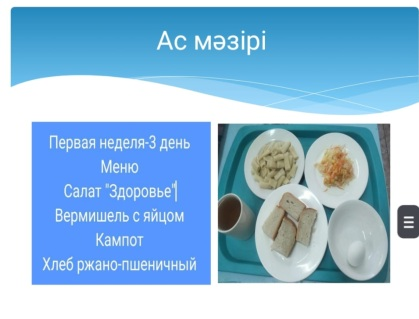 Ас мәзірі
Первая неделя-3 день
Меню
Салат "Здоровье"
Вермишель с яйцом
Кампот
Хлеб ржано-пшеничный